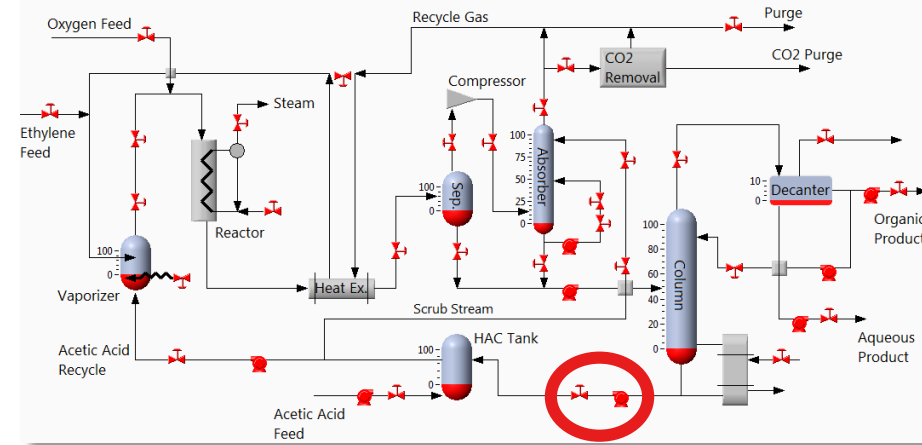 Oxygen Feed
Recycle Gas
Purge
CO2 Purge
CO2
Removal
Compressor
Steam
Ethylene
Feed
100
75
50
25
0
Absorber
100
0
Sep.
10
0
Decanter
Organic
Product
Reactor
100
80
60
40
20
0
Column
100
0
Vaporizer
Heat Ex.
Scrub Stream
HAC Tank
100
0
Aqueous
Product
Acetic Acid
Recycle
Acetic Acid
Feed